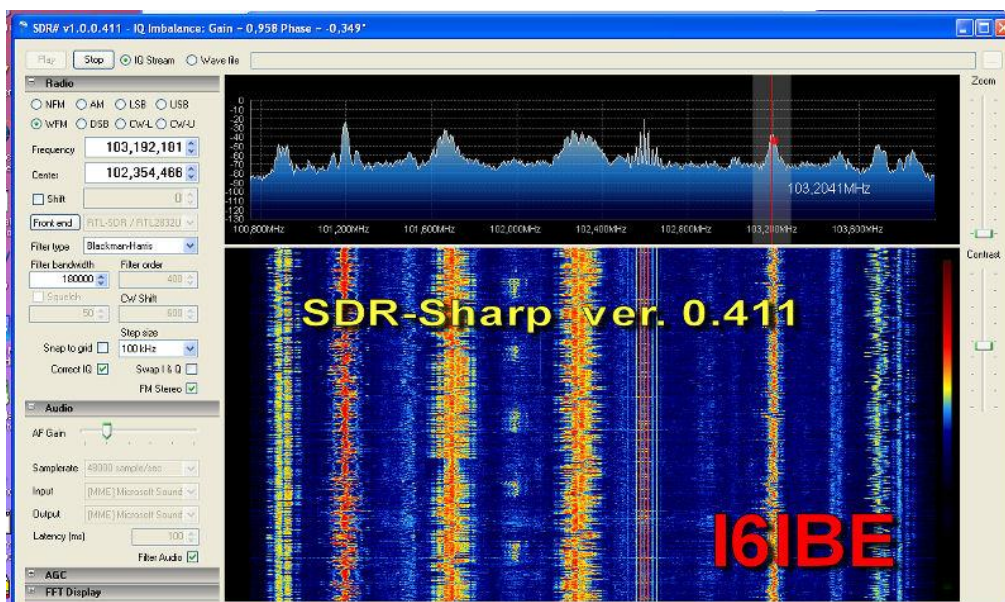 SDR# v1.0.0.411 - IQ Imbalance: Gain = 0,958 Phase = -0,349°
Play Stop IQ Stream Wave file ...
Radio
NFM AM LSB USB
WFM DSB CW-L CW-U
Frequency 103,192,181
Center 102,354,466
Shift 0
Front end RTL-SDR / RTL2832U
Filter type Blackman-Harris
Filter bandwidth Filter order
180000 400
Squelch CW Shift
50 600
Step size
Snap to grid 100 kHz
Correct IQ Swap I & Q
FM Stereo
Audio
AF Gain
Samplerate 48000 sample/sec
Input [MME] Microsoft Sound
Output [MME] Microsoft Sound
Latency (ms) 100
Filter Audio
AGC
FFT Display
0
-10
-20
-30
-40
-50
-60
-70
-80
-90
-100
-110
-120
-130
103,2041MHz
100,800MHz 101,200MHz 101,600MHz 102,000MHz 102,400MHz 102,800MHz 103,200MHz 103,600MHz
SDR-Sharp ver. 0.411
I6IBE
Zoom
Contrast